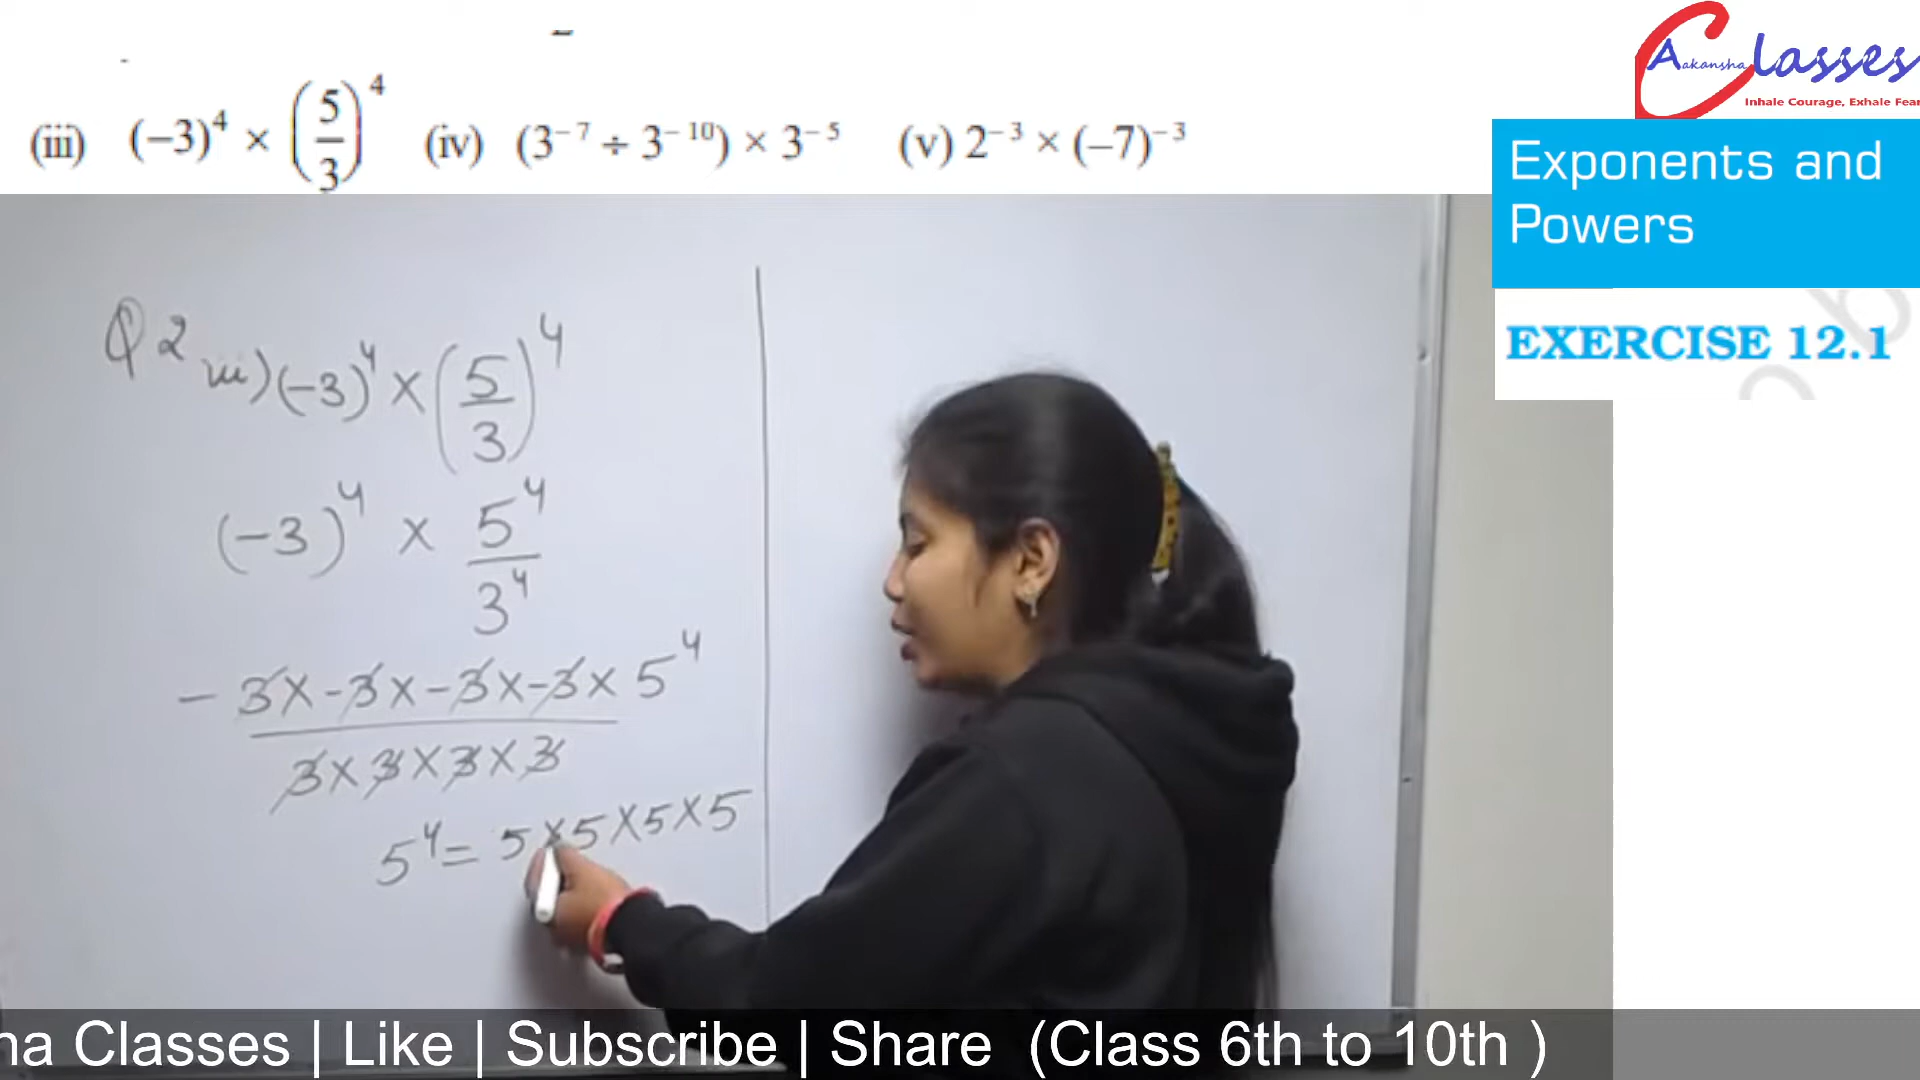 Aakansha Classes
Inhale Courage, Exhale Fear
(iii) (–3)⁴ × (5/3)⁴ (iv) (3⁻⁷ ÷ 3⁻¹⁰) × 3⁻⁵ (v) 2⁻³ × (–7)⁻³
Exponents and
Powers
EXERCISE 12.1
Q2 iii) (-3)⁴ × (5/3)⁴
(-3)⁴ × 5⁴/3⁴
- 3 × -3 × -3 × -3 × 5⁴
3 × 3 × 3 × 3
5⁴ = 5 × 5 × 5 × 5
ha Classes | Like | Subscribe | Share (Class 6th to 10th )